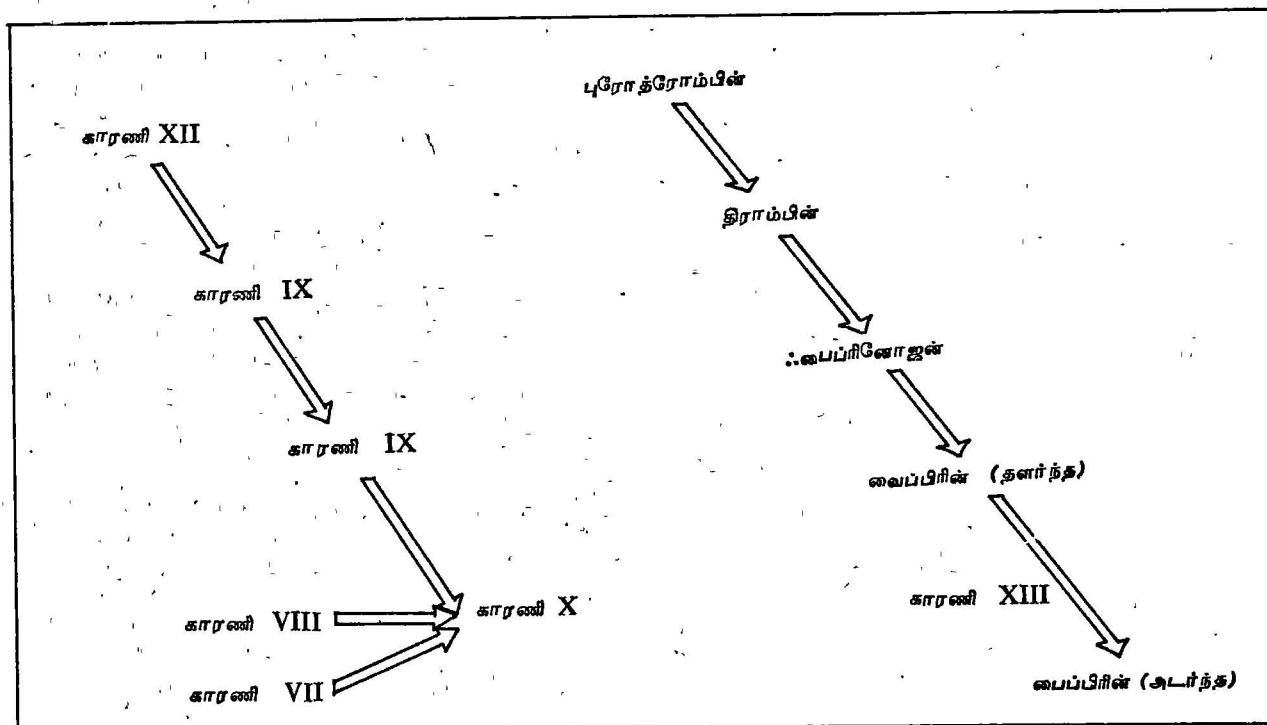 காரணி XII
காரணி IX
காரணி IX
காரணி VIII
காரணி X
காரணி VII
புரோத்ரோம்பின்
திராம்பின்
ஃபைப்ரினோஜன்
வைப்பிரின் (தளர்ந்த)
காரணி XIII
பைப்பிரின் (அடர்ந்த)